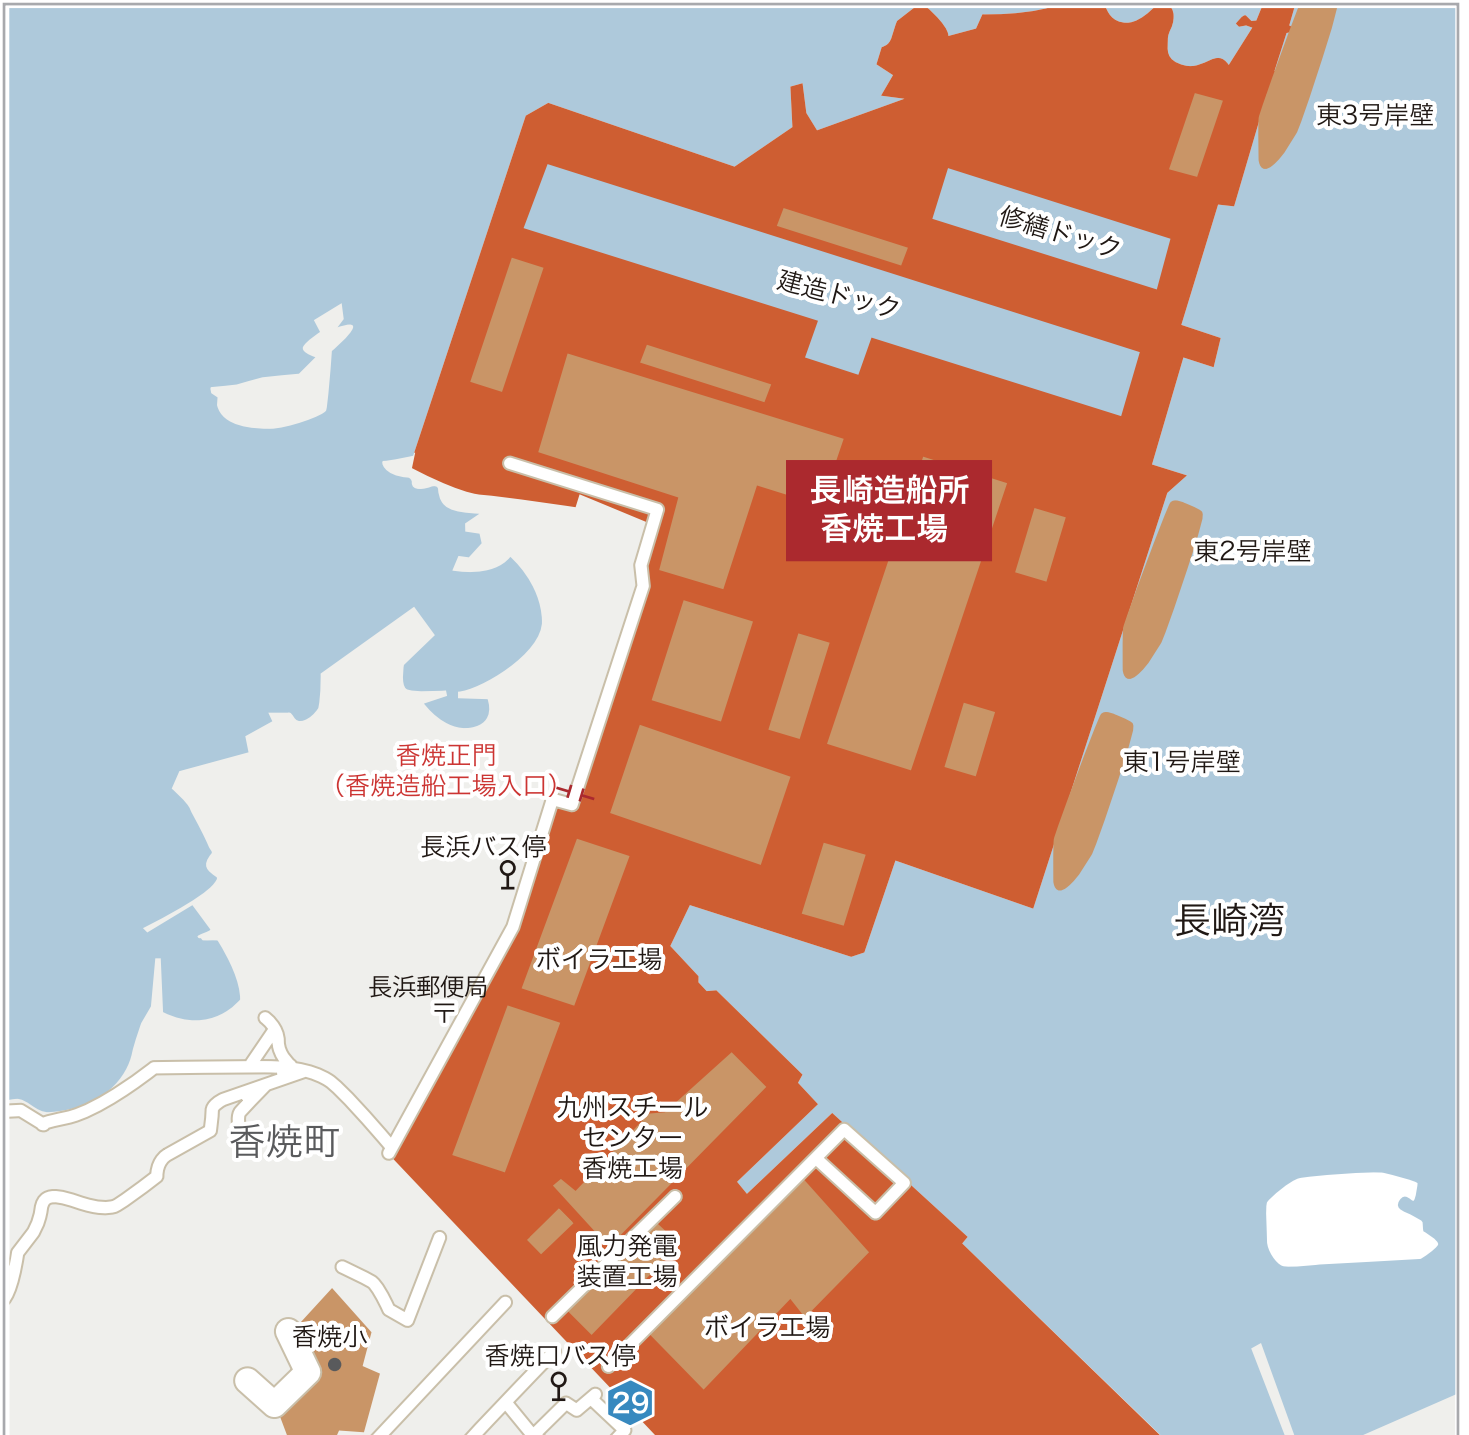 東3号岸壁
修繕ドック
建造ドック
長崎造船所
香焼工場
東2号岸壁
香焼正門
（香焼造船工場入口）
東1号岸壁
長浜バス停
長崎湾
ボイラ工場
長浜郵便局
〒
九州スチール
センター
香焼工場
香焼町
風力発電
装置工場
ボイラ工場
香焼小
香焼口バス停
29